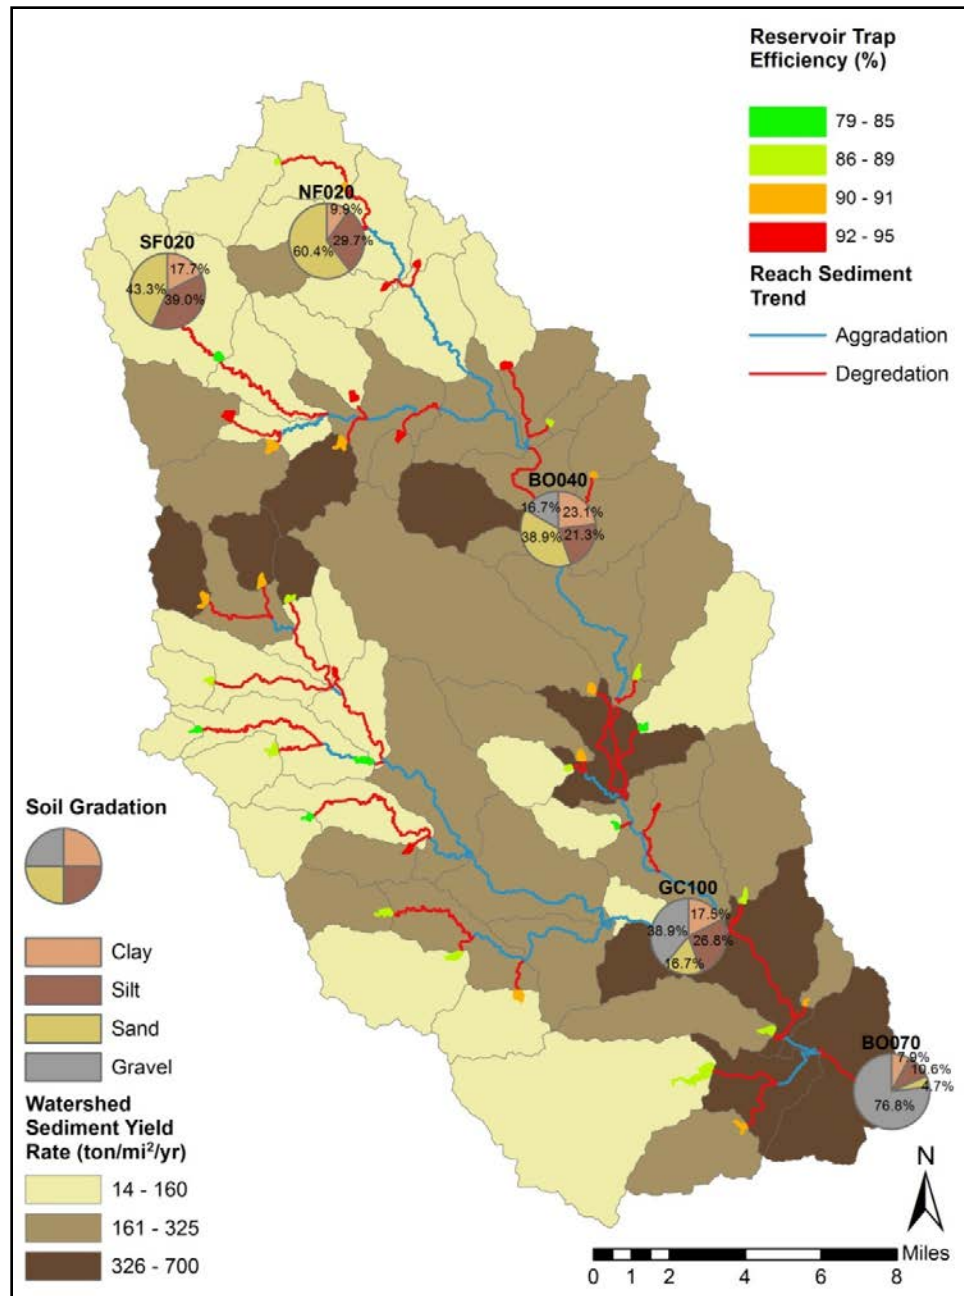 Reservoir Trap
Efficiency (%)
79 - 85
86 - 89
90 - 91
92 - 95
Reach Sediment
Trend
Aggradation
Degredation
NF020
9.9%
29.7%
60.4%
SF020
17.7%
43.3%
39.0%
BO040
16.7%
23.1%
38.9%
21.3%
GC100
17.5%
38.9%
26.8%
16.7%
BO070
7.9%
10.6%
4.7%
76.8%
Soil Gradation
Clay
Silt
Sand
Gravel
Watershed
Sediment Yield
Rate (ton/mi²/yr)
14 - 160
161 - 325
326 - 700
N
Miles
0 1 2 4 6 8